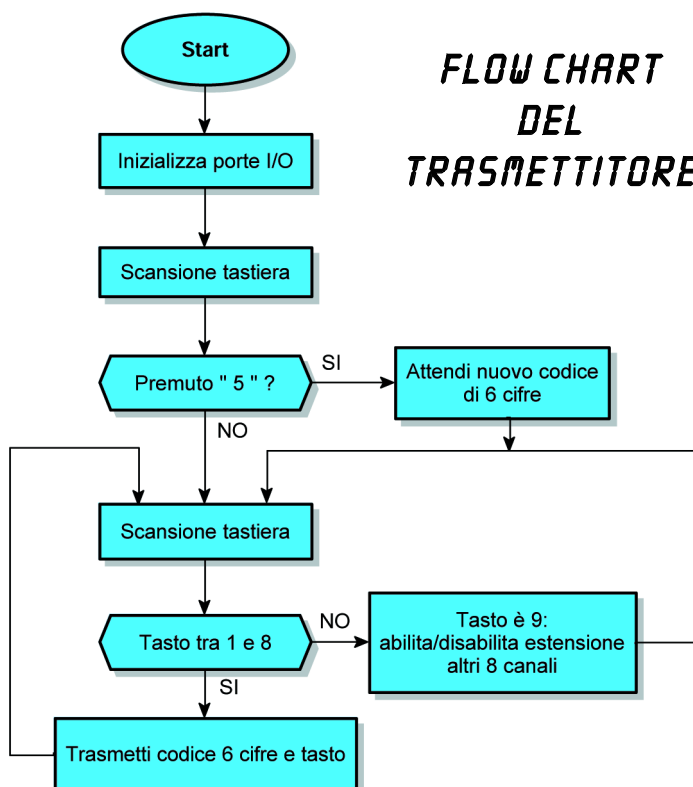 Start
FLOW CHART
DEL
TRASMETTITORE
Inizializza porte I/O
Scansione tastiera
Premuto " 5 " ?
SI
Attendi nuovo codice
di 6 cifre
NO
Scansione tastiera
Tasto tra 1 e 8
NO
Tasto è 9:
abilita/disabilita estensione
altri 8 canali
SI
Trasmetti codice 6 cifre e tasto